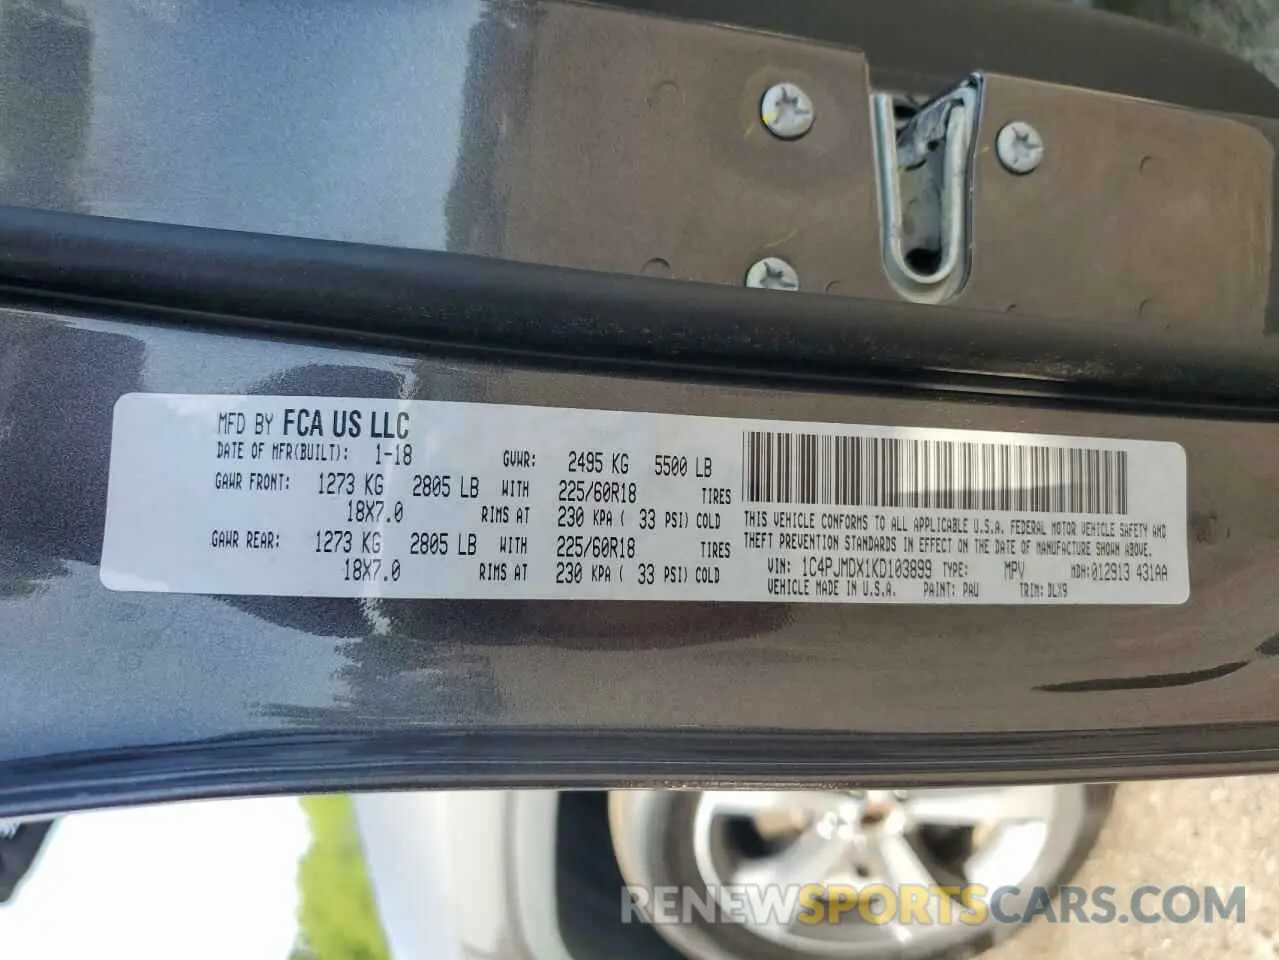 MFD BY FCA US LLC
DATE OF MFR(BUILT): 1-18 GVWR: 2495 KG 5500 LB
GAWR FRONT: 1273 KG 2805 LB WITH 225/60R18 TIRES
18X7.0 RIMS AT 230 KPA ( 33 PSI) COLD
GAWR REAR: 1273 KG 2805 LB WITH 225/60R18 TIRES
18X7.0 RIMS AT 230 KPA ( 33 PSI) COLD
THIS VEHICLE CONFORMS TO ALL APPLICABLE U.S.A. FEDERAL MOTOR VEHICLE SAFETY AND
THEFT PREVENTION STANDARDS IN EFFECT ON THE DATE OF MANUFACTURE SHOWN ABOVE.
VIN: 1C4PJMDX1KD103899 TYPE: MPV MDH: 012913 431AA
VEHICLE MADE IN U.S.A. PAINT: PAU TRIM: DLX9
RENEWSPORTSCARS.COM